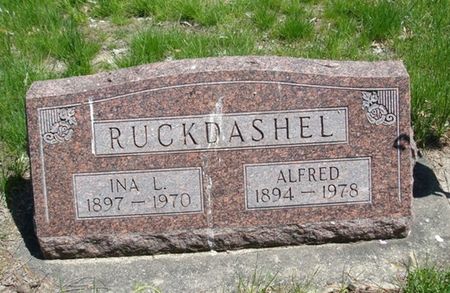 RUCKDASHEL
INA L.
1897 – 1970
ALFRED
1894 – 1978